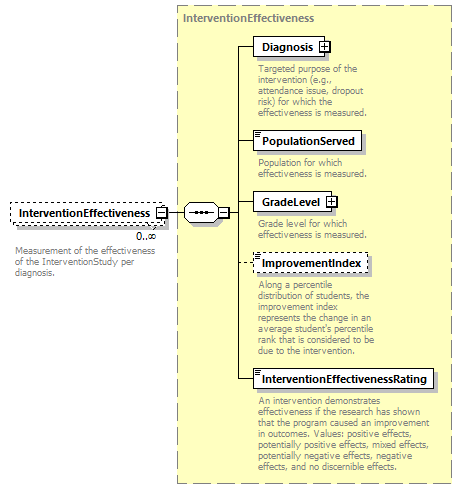 InterventionEffectiveness
Diagnosis
Targeted purpose of the
intervention (e.g.,
attendance issue, dropout
risk) for which the
effectiveness is measured.
PopulationServed
Population for which
effectiveness is measured.
InterventionEffectiveness
0..∞
Measurement of the effectiveness
of the InterventionStudy per
diagnosis.
GradeLevel
Grade level for which
effectiveness is measured.
ImprovementIndex
Along a percentile
distribution of students, the
improvement index
represents the change in an
average student's percentile
rank that is considered to be
due to the intervention.
InterventionEffectivenessRating
An intervention demonstrates
effectiveness if the research has shown
that the program caused an improvement
in outcomes. Values: positive effects,
potentially positive effects, mixed effects,
potentially negative effects, negative
effects, and no discernible effects.